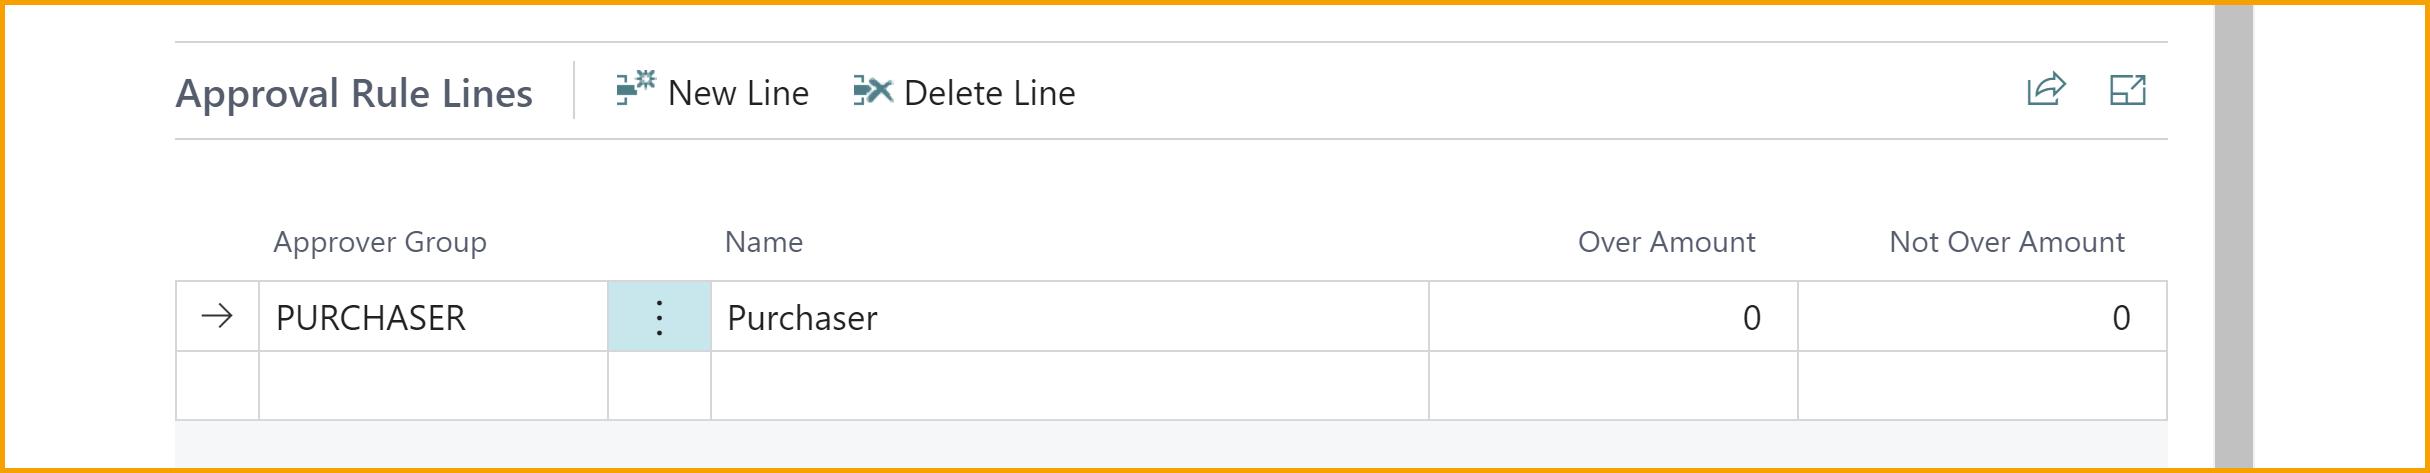 Approval Rule Lines New Line Delete Line
Approver Group Name Over Amount Not Over Amount
PURCHASER Purchaser 0 0